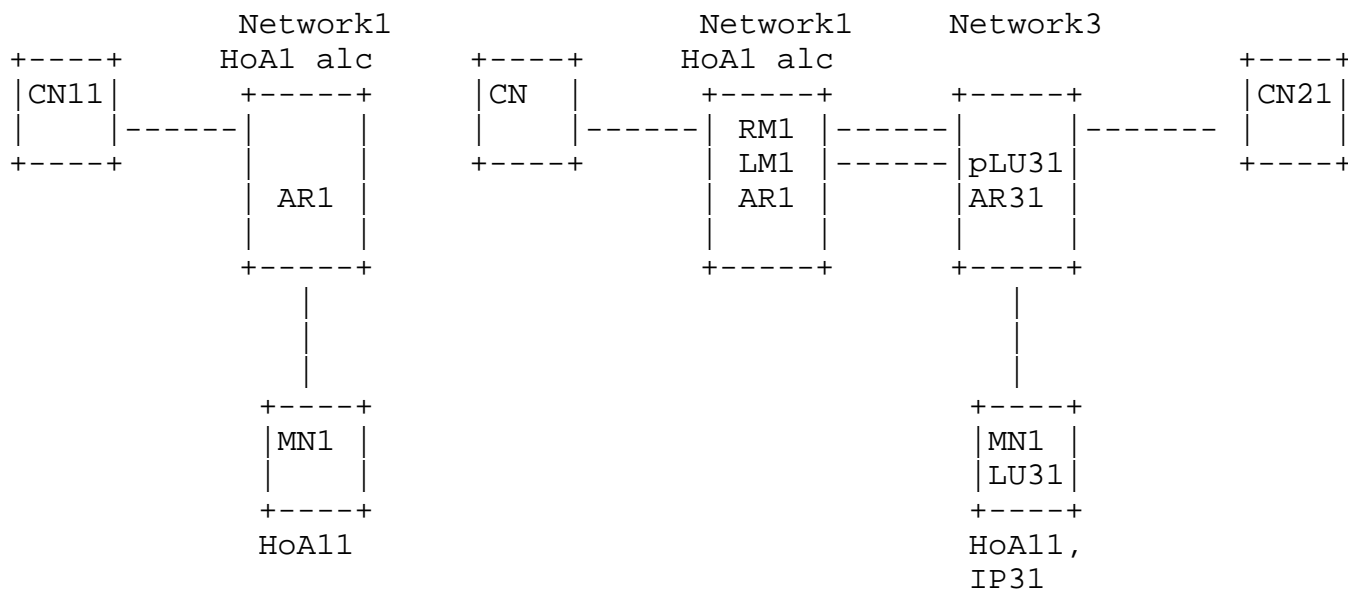 Network1 Network1 Network3
HoA1 alc HoA1 alc
CN11 CN CN21
RM1
LM1 pLU31
AR1 AR1 AR31
MN1 MN1
LU31
HoA11 HoA11,
IP31